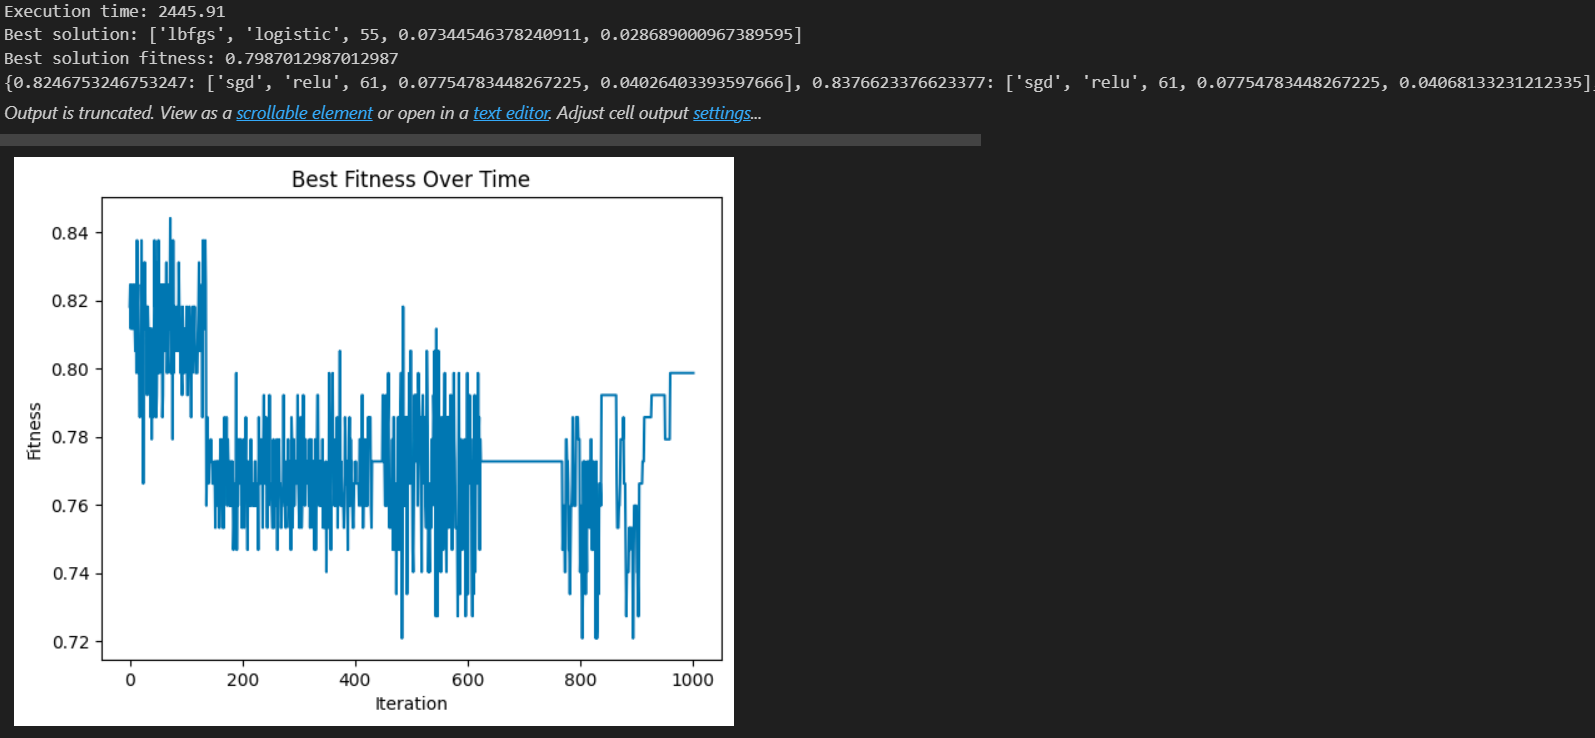 Execution time: 2445.91
Best solution: ['lbfgs', 'logistic', 55, 0.07344546378240911, 0.028689000967389595]
Best solution fitness: 0.7987012987012987
{0.8246753246753247: ['sgd', 'relu', 61, 0.07754783448267225, 0.04026403393597666], 0.8376623376623377: ['sgd', 'relu', 61, 0.07754783448267225, 0.04068133231212335],
Output is truncated. View as a scrollable element or open in a text editor. Adjust cell output settings...
Best Fitness Over Time
0.84
0.82
0.80
0.78
0.76
0.74
0.72
Fitness
0 200 400 600 800 1000
Iteration